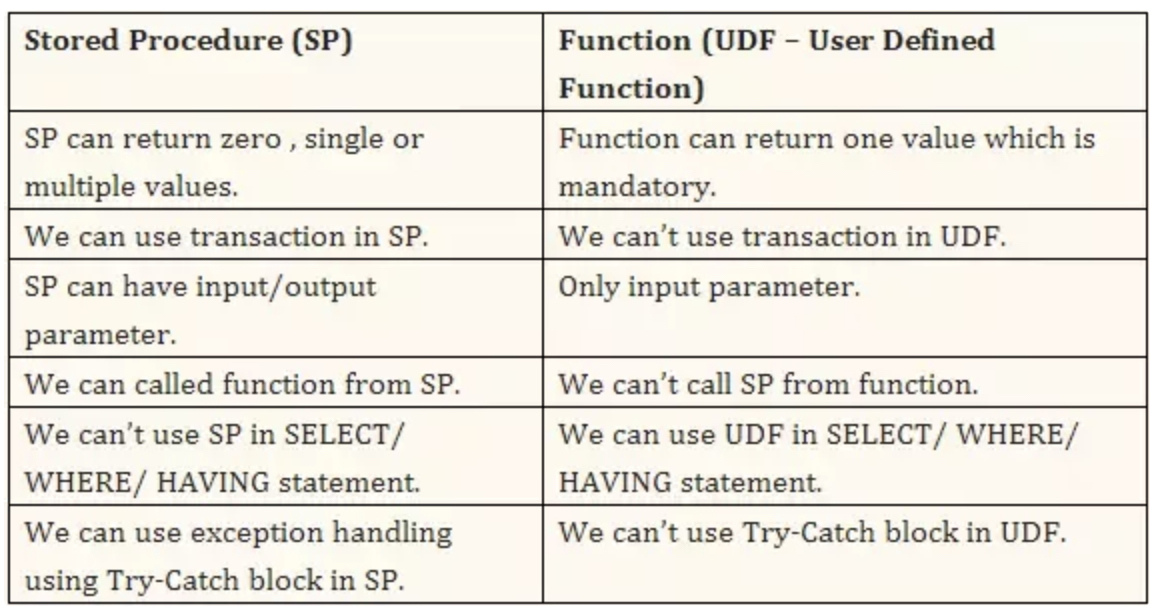 Stored Procedure (SP)
Function (UDF – User Defined
Function)
SP can return zero , single or
multiple values.
Function can return one value which is
mandatory.
We can use transaction in SP.
We can’t use transaction in UDF.
SP can have input/output
parameter.
Only input parameter.
We can called function from SP.
We can’t call SP from function.
We can’t use SP in SELECT/
WHERE/ HAVING statement.
We can use UDF in SELECT/ WHERE/
HAVING statement.
We can use exception handling
using Try-Catch block in SP.
We can’t use Try-Catch block in UDF.